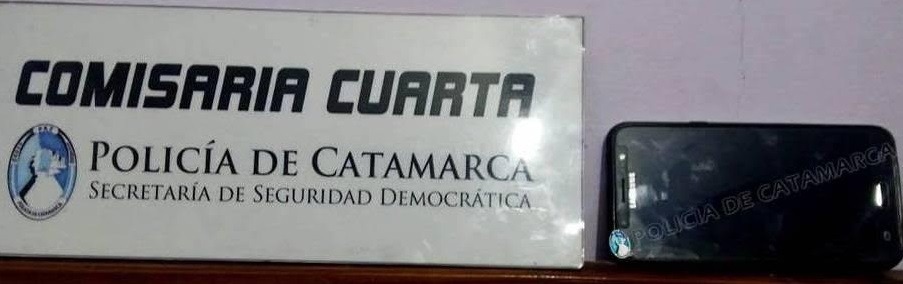 COMISARIA CUARTA
POLICÍA DE CATAMARCA
SECRETARÍA DE SEGURIDAD DEMOCRÁTICA
POLICIA DE CATAMARCA